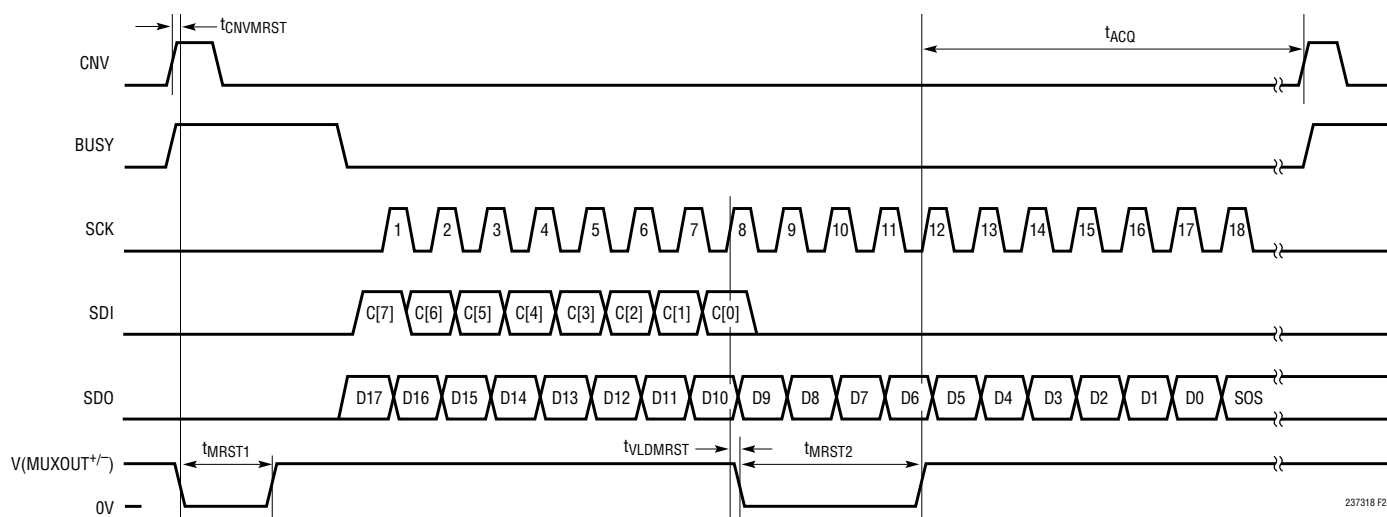 tCNVMRST
tACQ
CNV
BUSY
SCK
1 2 3 4 5 6 7 8 9 10 11 12 13 14 15 16 17 18
SDI
C[7] C[6] C[5] C[4] C[3] C[2] C[1] C[0]
SDO
D17 D16 D15 D14 D13 D12 D11 D10 D9 D8 D7 D6 D5 D4 D3 D2 D1 D0 SOS
V(MUXOUT+/–)
tMRST1
tVLDMRST
tMRST2
0V
237318 F2